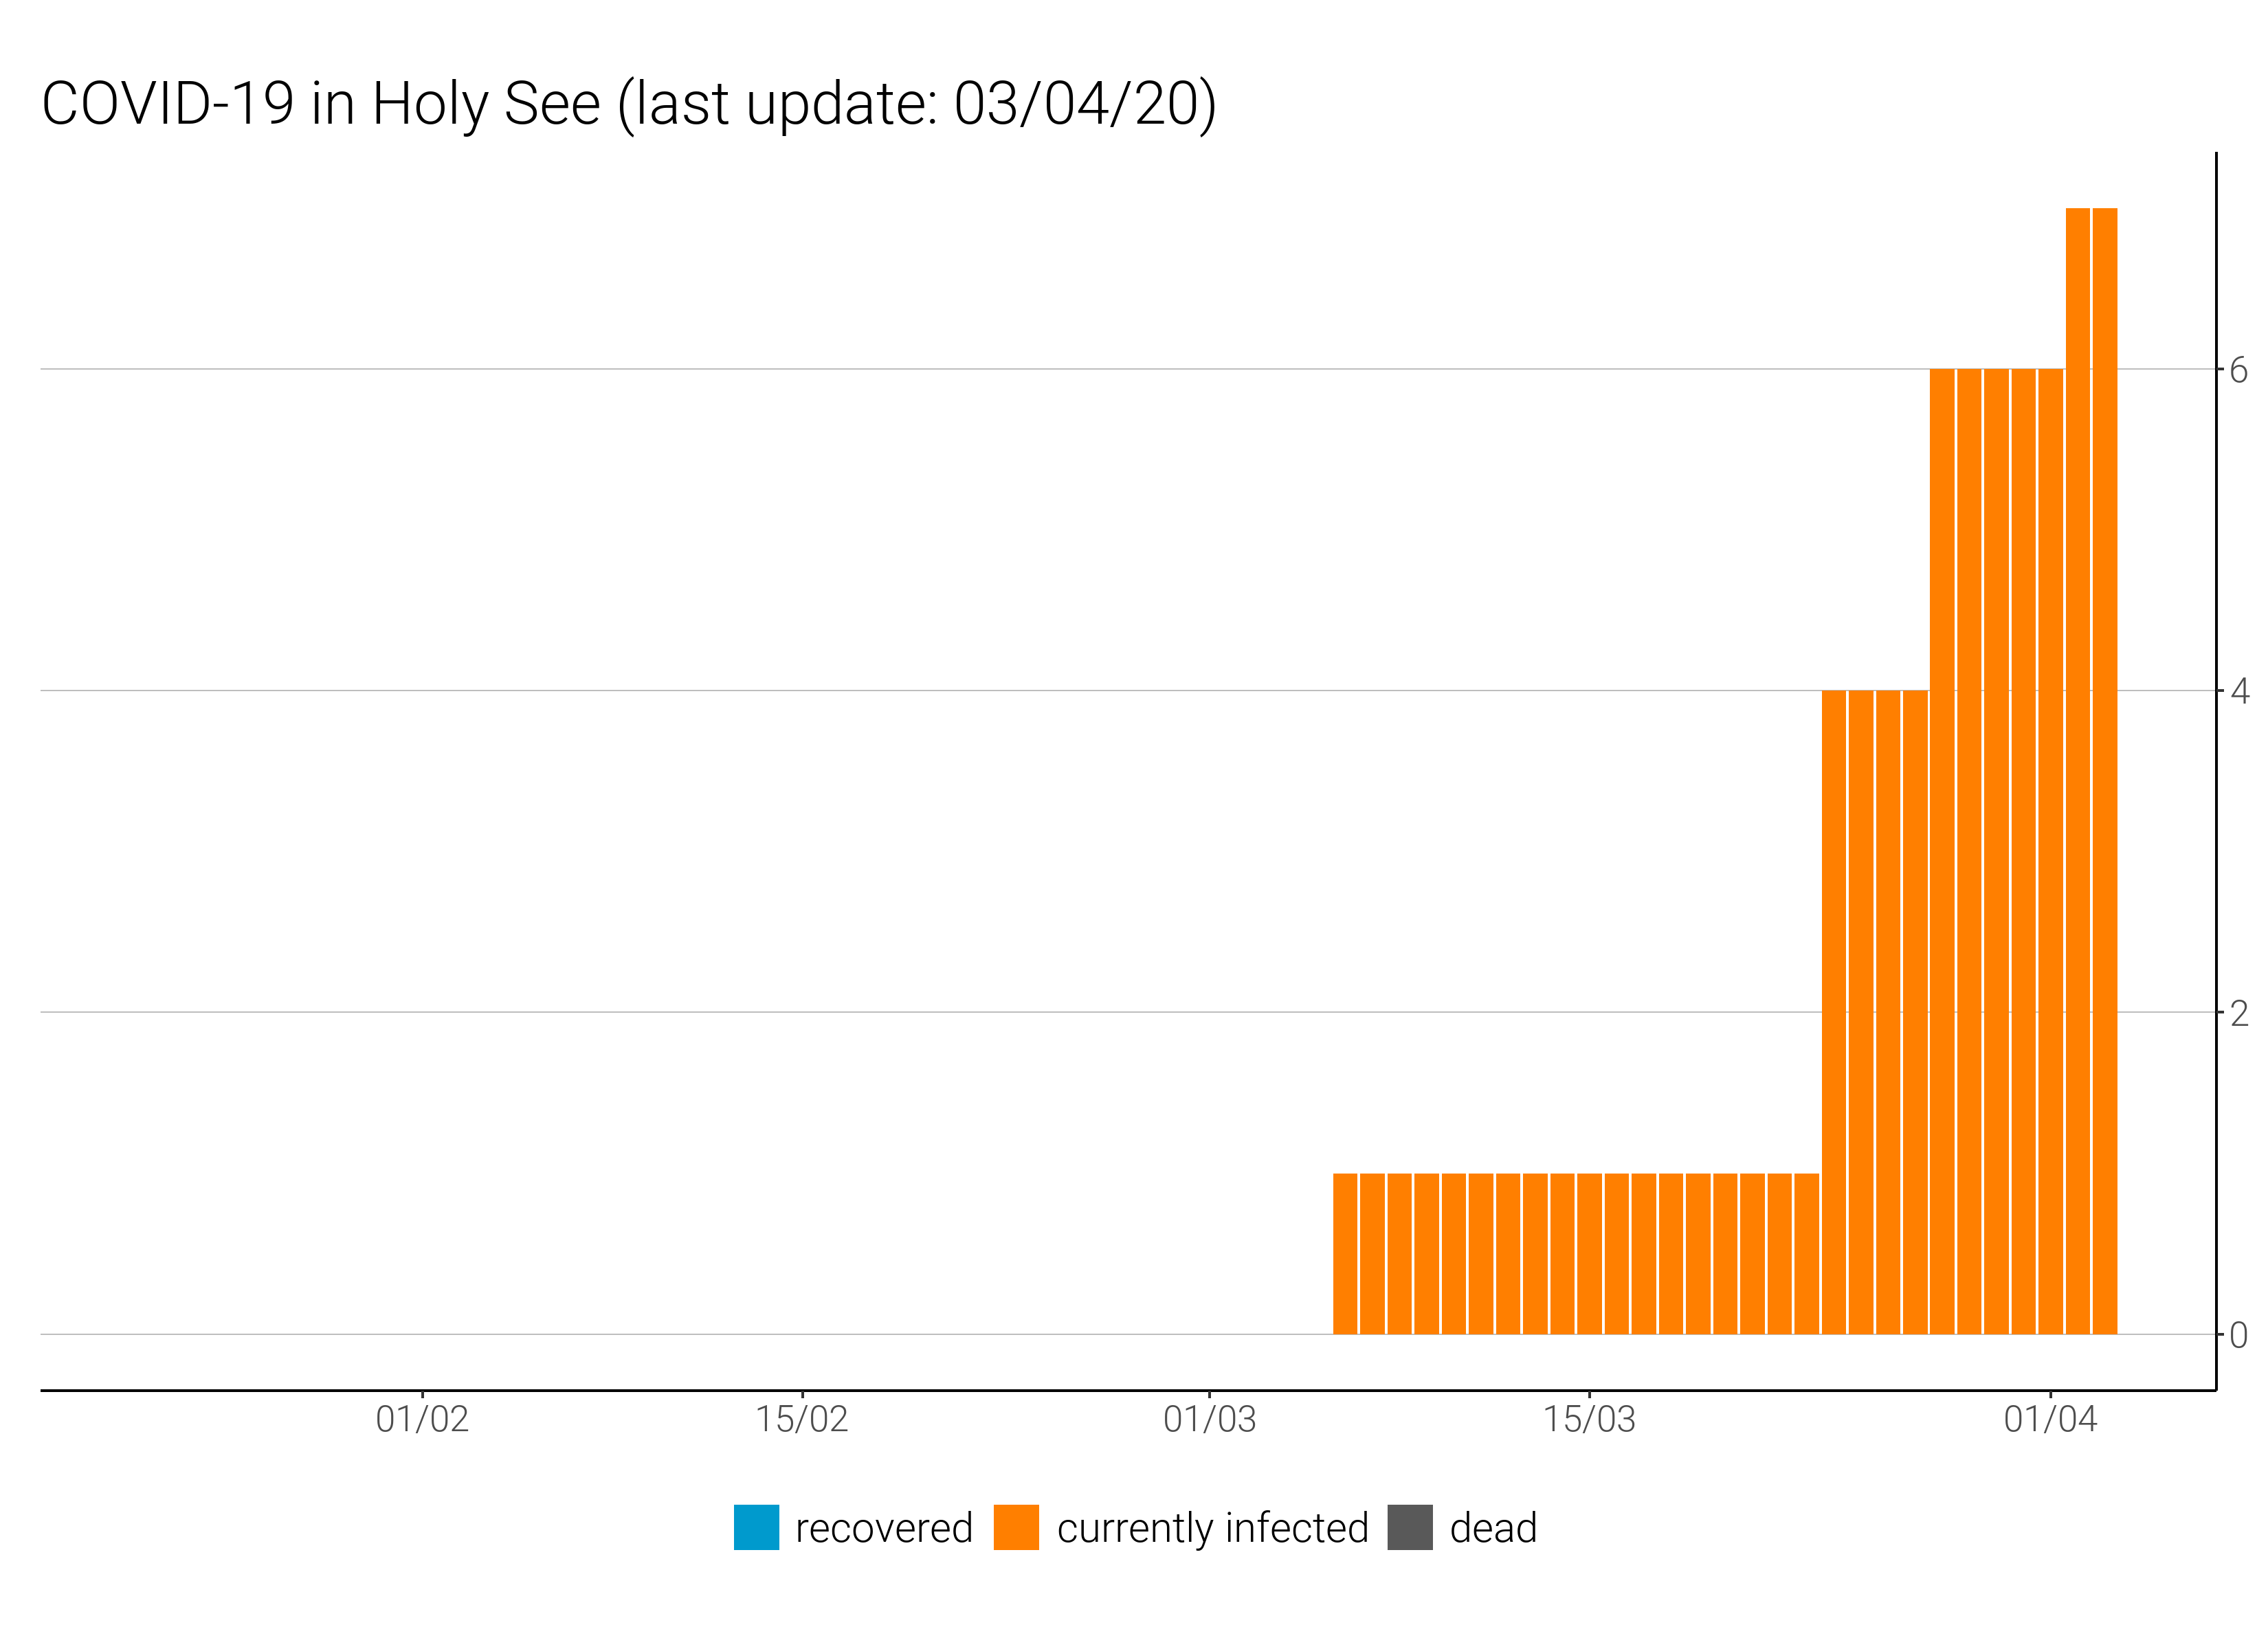 COVID-19 in Holy See (last update: 03/04/20)
6
4
2
0
01/02 15/02 01/03 15/03 01/04
recovered currently infected dead